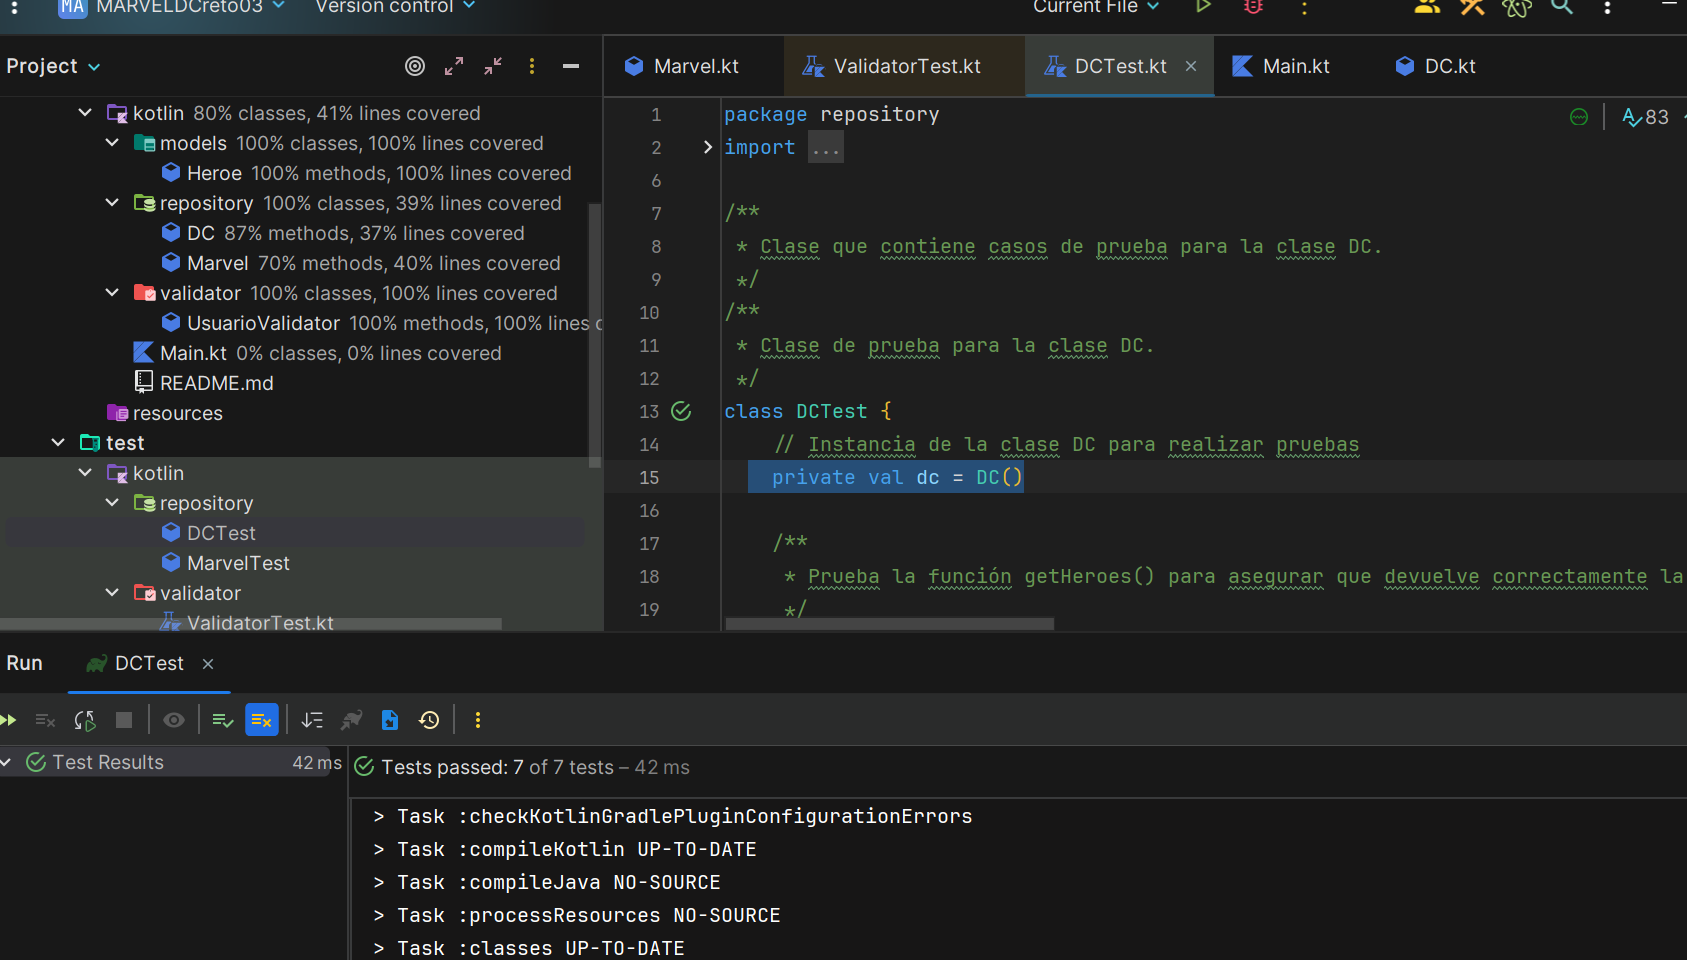 MA MARVELDCreto03 Version control Current File
Project
Marvel.kt ValidatorTest.kt DCTest.kt Main.kt DC.kt
kotlin 80% classes, 41% lines covered
models 100% classes, 100% lines covered
Heroe 100% methods, 100% lines covered
repository 100% classes, 39% lines covered
DC 87% methods, 37% lines covered
Marvel 70% methods, 40% lines covered
validator 100% classes, 100% lines covered
UsuarioValidator 100% methods, 100% lines c
Main.kt 0% classes, 0% lines covered
README.md
resources
test
kotlin
repository
DCTest
MarvelTest
validator
ValidatorTest.kt
83
1 package repository
2 import ...
6
7 /**
8 * Clase que contiene casos de prueba para la clase DC.
9 */
10 /**
11 * Clase de prueba para la clase DC.
12 */
13 class DCTest {
14 // Instancia de la clase DC para realizar pruebas
15 private val dc = DC()
16
17 /**
18 * Prueba la función getHeroes() para asegurar que devuelve correctamente la
19 */
Run DCTest
Test Results 42 ms
Tests passed: 7 of 7 tests – 42 ms
> Task :checkKotlinGradlePluginConfigurationErrors
> Task :compileKotlin UP-TO-DATE
> Task :compileJava NO-SOURCE
> Task :processResources NO-SOURCE
> Task :classes UP-TO-DATE